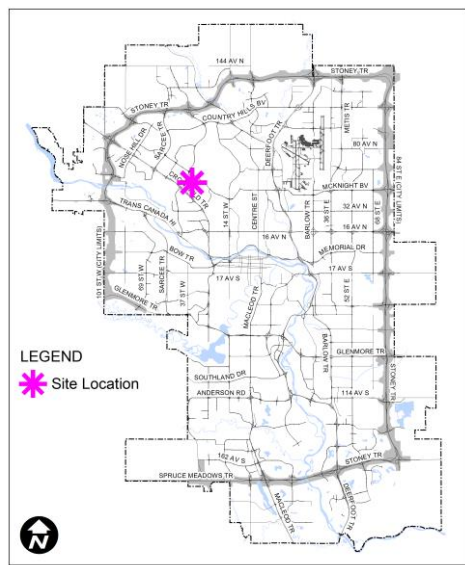 144 AV N
STONEY TR
STONEY TR
COUNTRY HILLS BV
NOSE HILL DR
SARCEE TR
DEERFOOT TR
METIS TR
80 AV N
CROWCHILD TR
MCKNIGHT BV
84 ST E (CITY LIMITS)
TRANS CANADA HI
14 ST W
CENTRE ST
BARLOW TR
36 ST E
32 AV N
68 ST E
16 AV N
16 AV N
101 ST W (CITY LIMITS)
BOW TR
MEMORIAL DR
69 ST W
SARCEE TR
37 ST W
17 AV S
17 AV S
MACLEOD TR
52 ST E
GLENMORE TR
BARLOW TR
GLENMORE TR
LEGEND
Site Location
SOUTHLAND DR
STONEY TR
ANDERSON RD
114 AV S
162 AV S
STONEY TR
SPRUCE MEADOWS TR
MACLEOD TR
DEERFOOT TR
N